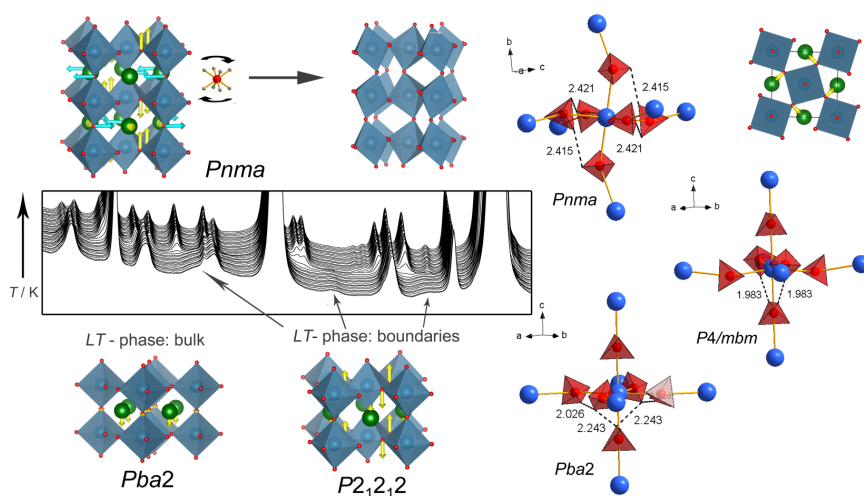 Pnma
b
a
c
2.421
2.415
2.415
2.421
Pnma
T / K
LT - phase: bulk
LT - phase: boundaries
Pba2
P2₁2₁2
c
a
b
1.983
1.983
P4/mbm
c
a
b
2.026
2.243
2.243
Pba2